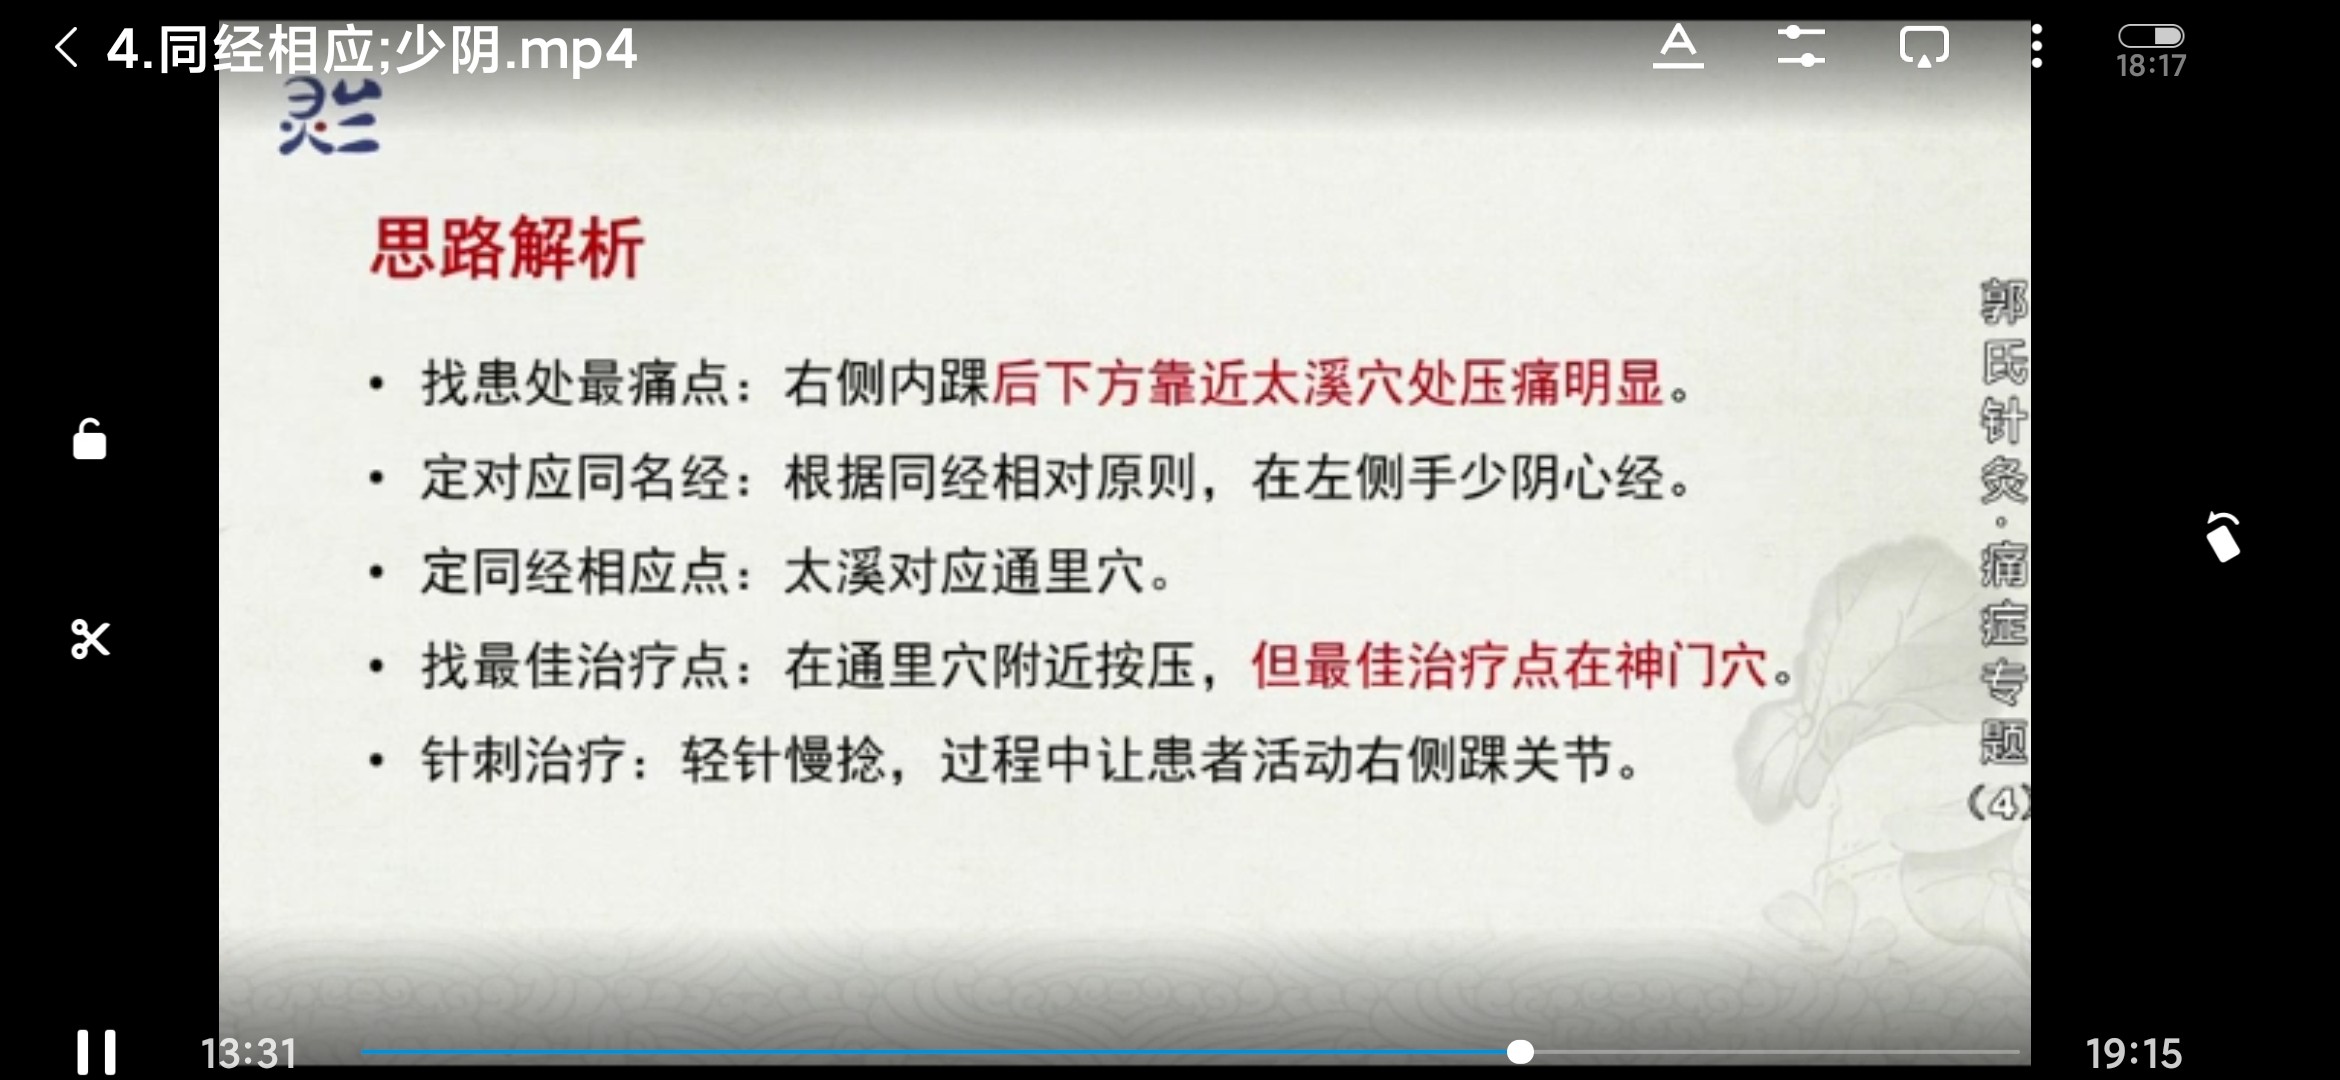 4.同经相应;少阴.mp4
18:17
灵兰
思路解析
• 找患处最痛点：右侧内踝后下方靠近太溪穴处压痛明显。
• 定对应同名经：根据同经相对原则，在左侧手少阴心经。
• 定同经相应点：太溪对应通里穴。
• 找最佳治疗点：在通里穴附近按压，但最佳治疗点在神门穴。
• 针刺治疗：轻针慢捻，过程中让患者活动右侧踝关节。
郭氏针灸·痛症专题（4）
13:31
19:15